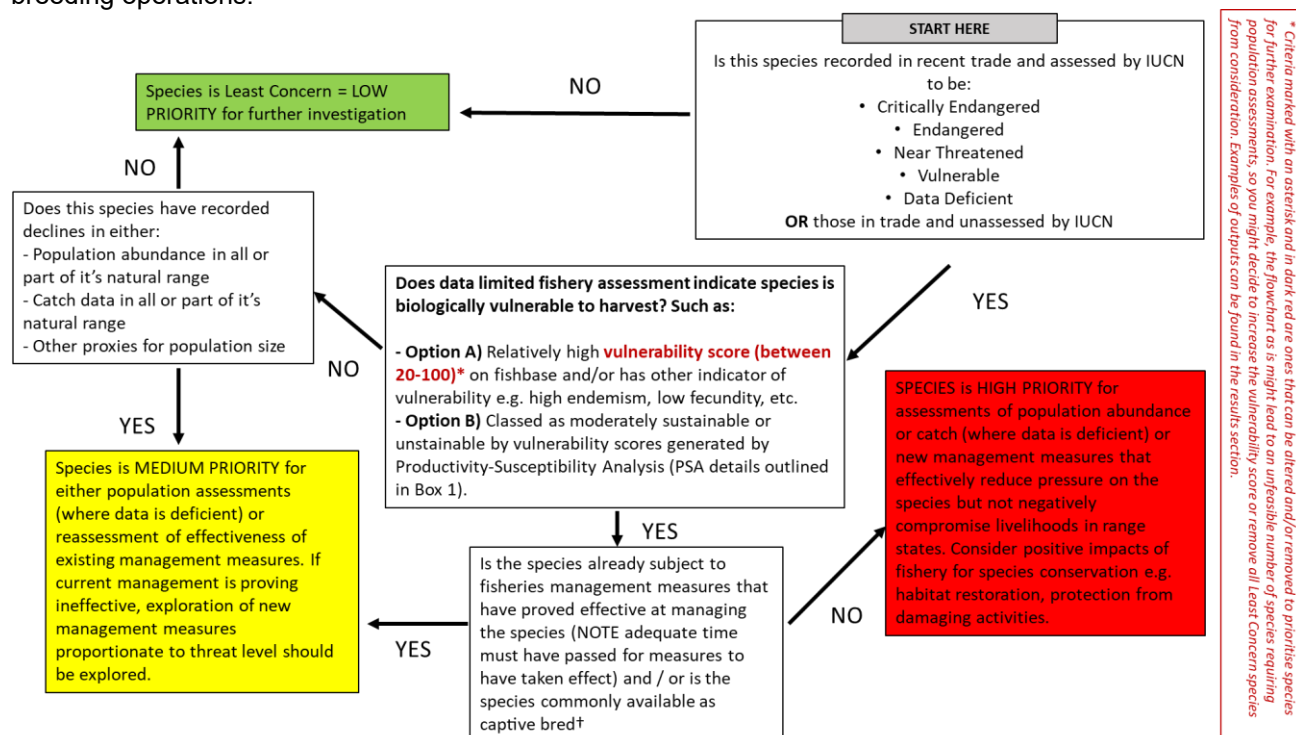 breeding operations.
START HERE
Is this species recorded in recent trade and assessed by IUCN
to be:
• Critically Endangered
• Endangered
• Near Threatened
• Vulnerable
• Data Deficient
OR those in trade and unassessed by IUCN
NO
Species is Least Concern = LOW
PRIORITY for further investigation
NO
Does this species have recorded
declines in either:
- Population abundance in all or
part of it's natural range
- Catch data in all or part of it's
natural range
- Other proxies for population size
YES
Does data limited fishery assessment indicate species is
biologically vulnerable to harvest? Such as:
- Option A) Relatively high vulnerability score (between
20-100)* on fishbase and/or has other indicator of
vulnerability e.g. high endemism, low fecundity, etc.
- Option B) Classed as moderately sustainable or
unstainable by vulnerability scores generated by
Productivity-Susceptibility Analysis (PSA details outlined
in Box 1).
NO
YES
YES
Species is MEDIUM PRIORITY for
either population assessments
(where data is deficient) or
reassessment of effectiveness of
existing management measures. If
current management is proving
ineffective, exploration of new
management measures
proportionate to threat level should
be explored.
Is the species already subject to
fisheries management measures that
have proved effective at managing
the species (NOTE adequate time
must have passed for measures to
have taken effect) and / or is the
species commonly available as
captive bred†
YES
NO
SPECIES is HIGH PRIORITY for
assessments of population abundance
or catch (where data is deficient) or
new management measures that
effectively reduce pressure on the
species but not negatively
compromise livelihoods in range
states. Consider positive impacts of
fishery for species conservation e.g.
habitat restoration, protection from
damaging activities.
* Criteria marked with an asterisk and in dark red are ones that can be altered and/or removed to prioritise species
for further examination. For example, the flowchart as is might lead to an unfeasible number of species requiring
population assessments, so you might decide to increase the vulnerability score or remove all Least Concern species
from consideration. Examples of outputs can be found in the results section.